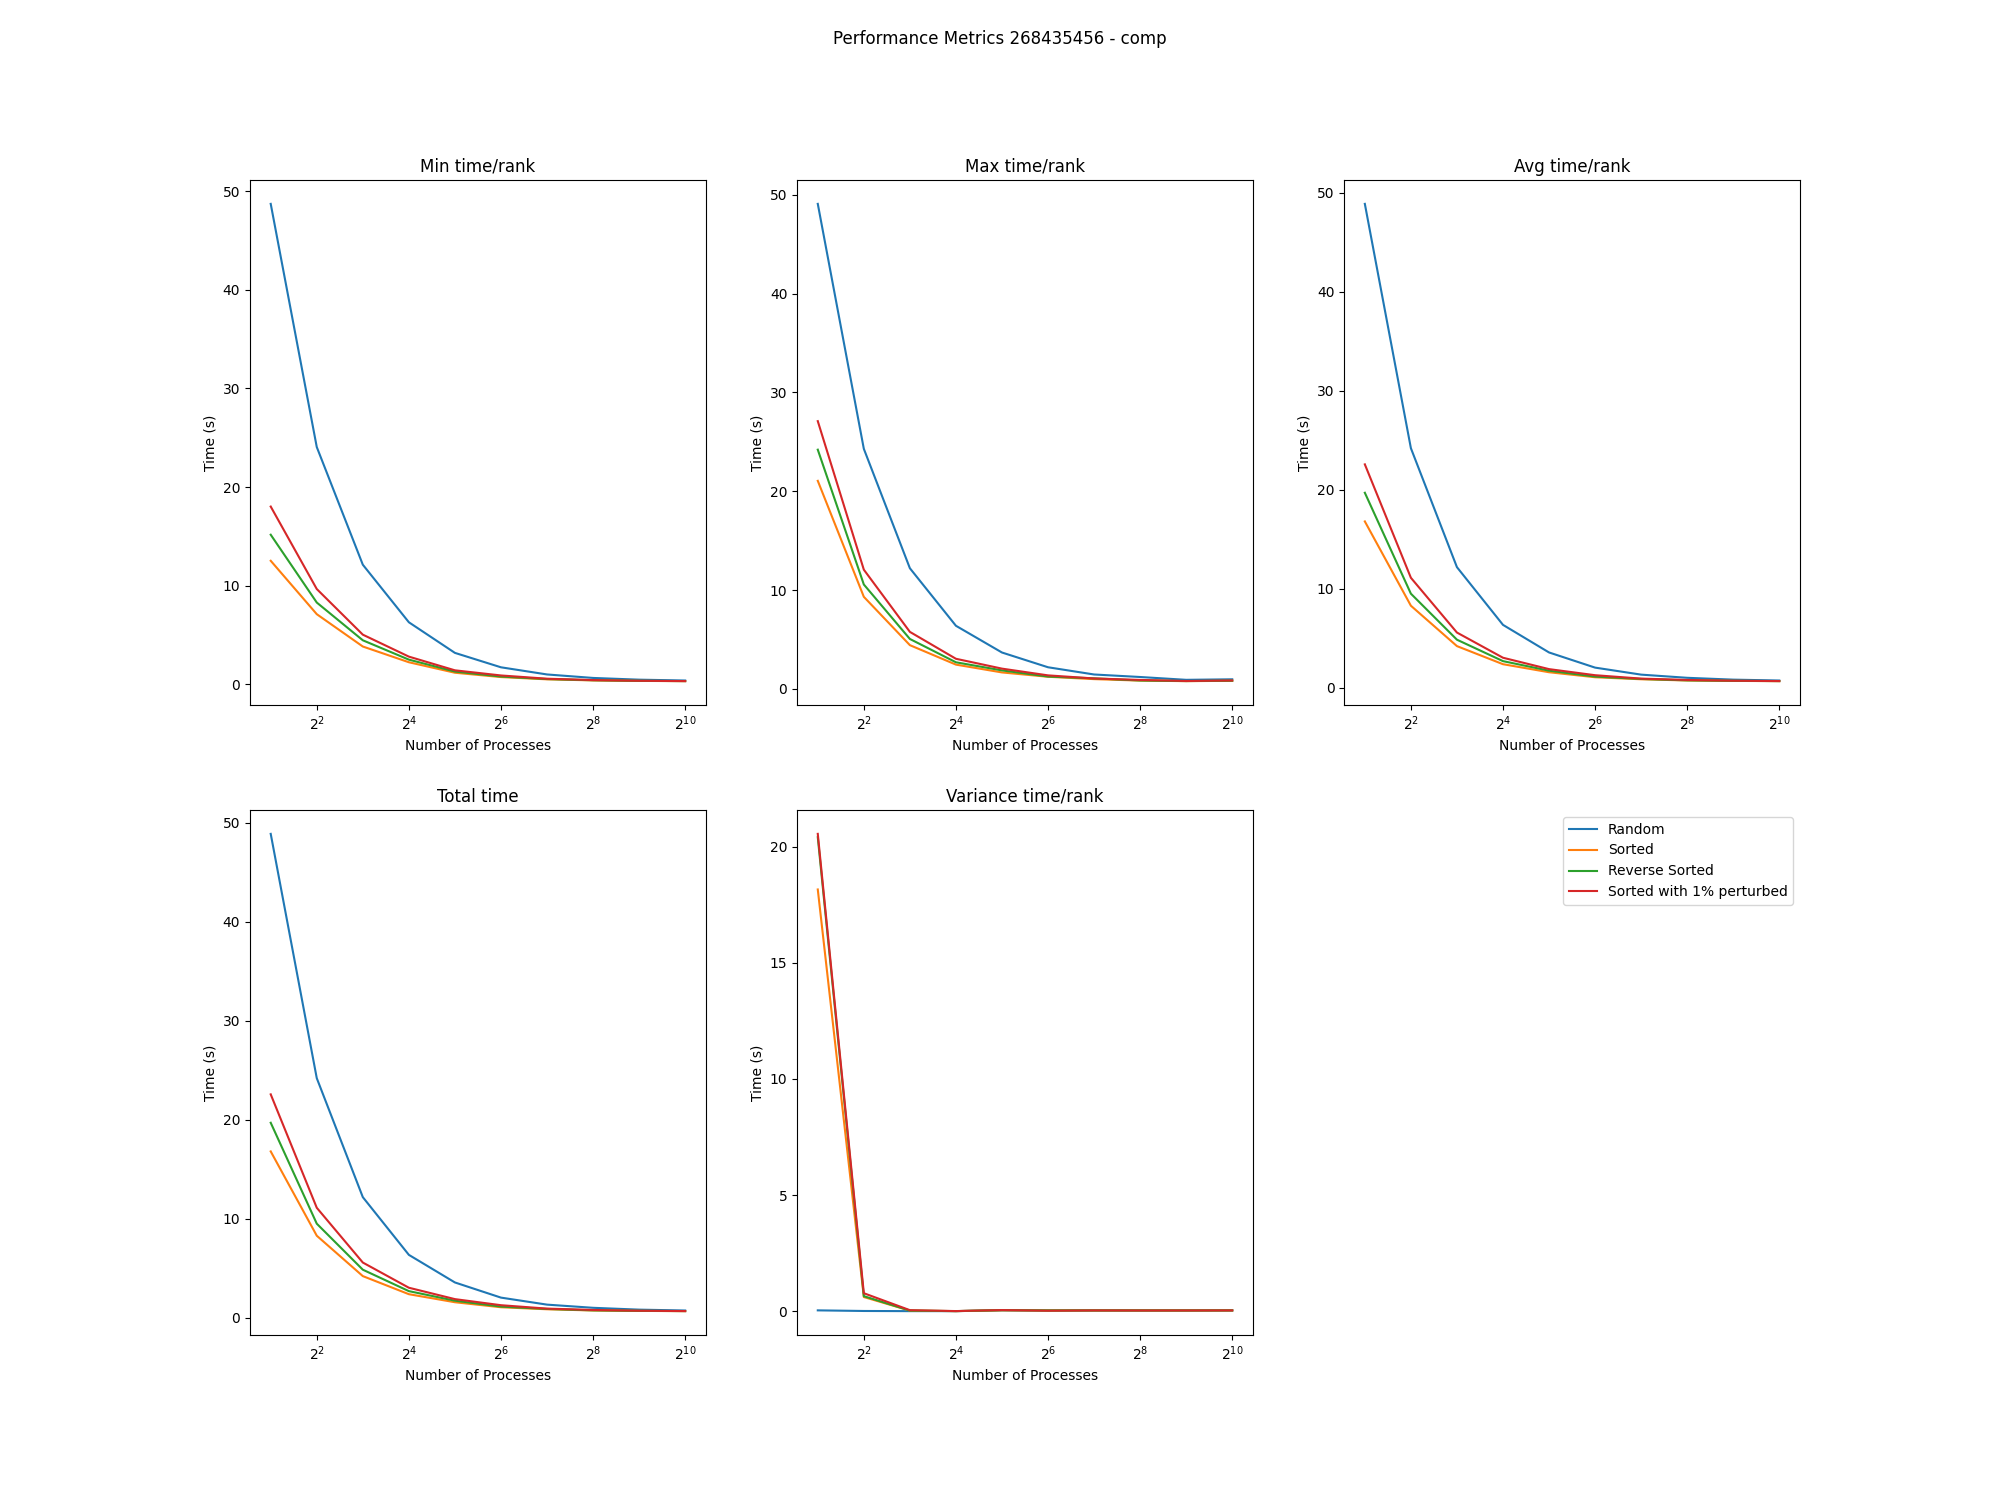 Performance Metrics 268435456 - comp
Min time/rank
50
40
30
20
10
0
Time (s)
2^2 2^4 2^6 2^8 2^10
Number of Processes
Max time/rank
50
40
30
20
10
0
Time (s)
2^2 2^4 2^6 2^8 2^10
Number of Processes
Avg time/rank
50
40
30
20
10
0
Time (s)
2^2 2^4 2^6 2^8 2^10
Number of Processes
Total time
50
40
30
20
10
0
Time (s)
2^2 2^4 2^6 2^8 2^10
Number of Processes
Variance time/rank
20
15
10
5
0
Time (s)
2^2 2^4 2^6 2^8 2^10
Number of Processes
Random
Sorted
Reverse Sorted
Sorted with 1% perturbed